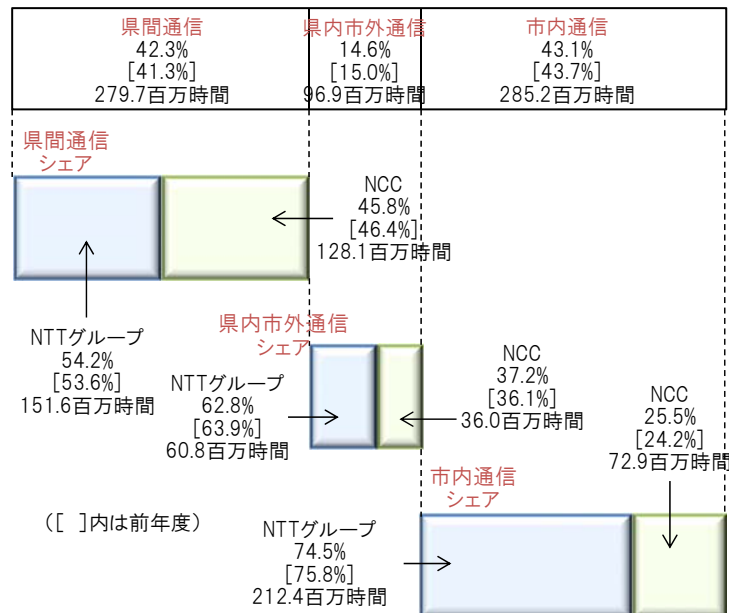 県間通信
42.3%
[41.3%]
279.7百万時間
県内市外通信
14.6%
[15.0%]
96.9百万時間
市内通信
43.1%
[43.7%]
285.2百万時間
県間通信
シェア
NCC
45.8%
[46.4%]
128.1百万時間
NTTグループ
54.2%
[53.6%]
151.6百万時間
県内市外通信
シェア
NTTグループ
62.8%
[63.9%]
60.8百万時間
NCC
37.2%
[36.1%]
36.0百万時間
NCC
25.5%
[24.2%]
72.9百万時間
市内通信
シェア
NTTグループ
74.5%
[75.8%]
212.4百万時間
（[ ]内は前年度）